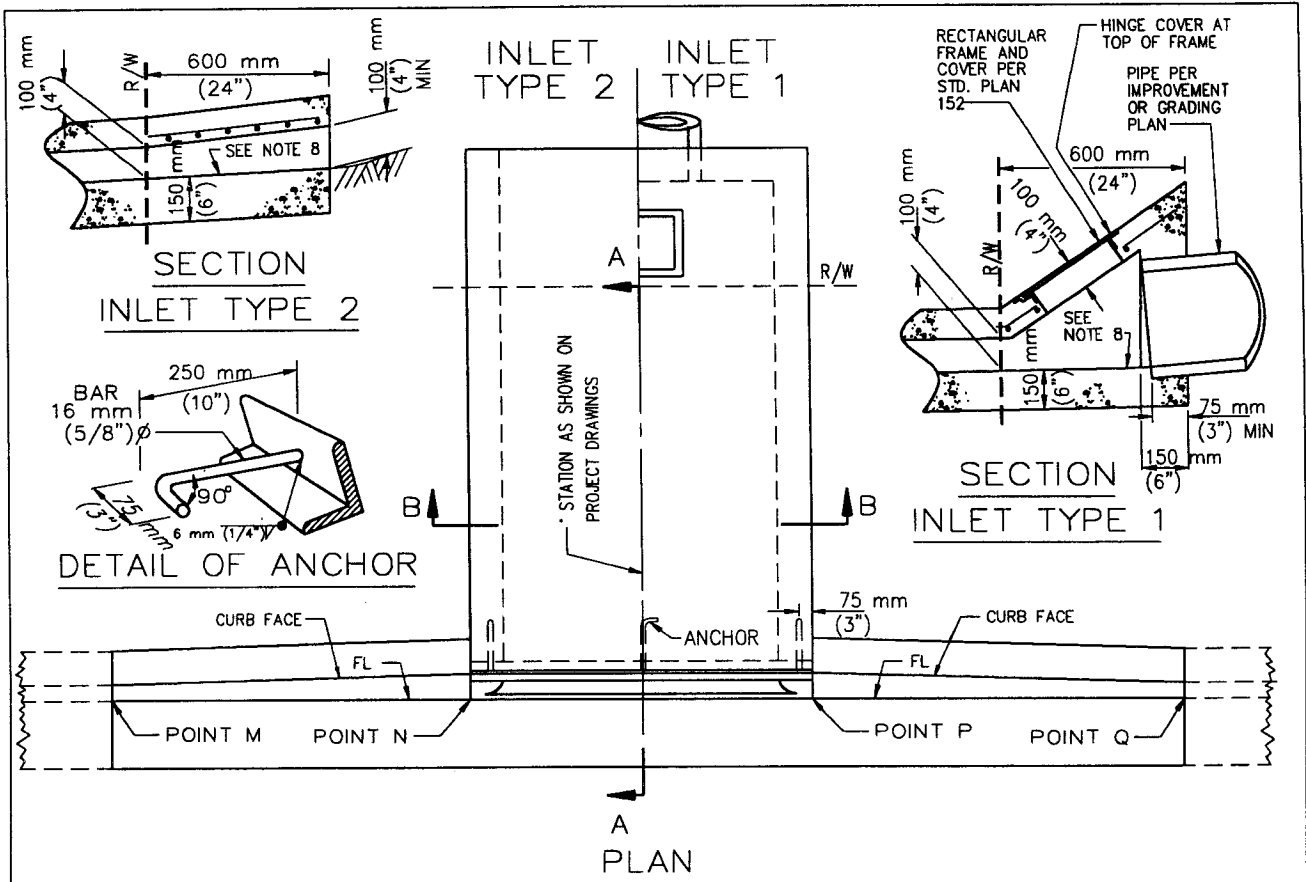 100 mm
(4")
R/W
600 mm
(24")
100 mm
(4")
MIN
SEE NOTE 8
150 mm
(6")
SECTION
INLET TYPE 2
INLET
TYPE 2
INLET
TYPE 1
RECTANGULAR
FRAME AND
COVER PER
STD. PLAN
152
HINGE COVER AT
TOP OF FRAME
PIPE PER
IMPROVEMENT
OR GRADING
PLAN
600 mm
(24")
100 mm
(4")
100 mm
(4")
R/W
SEE
NOTE 8
150 mm
(6")
75 mm
(3") MIN
150 mm
(6")
SECTION
INLET TYPE 1
A
R/W
BAR
16 mm
(5/8")Ø
250 mm
(10")
90°
75 mm
(3")
6 mm (1/4")
DETAIL OF ANCHOR
* STATION AS SHOWN ON
PROJECT DRAWINGS
B
B
75 mm
(3")
ANCHOR
CURB FACE
CURB FACE
FL
FL
POINT M
POINT N
POINT P
POINT Q
A
PLAN